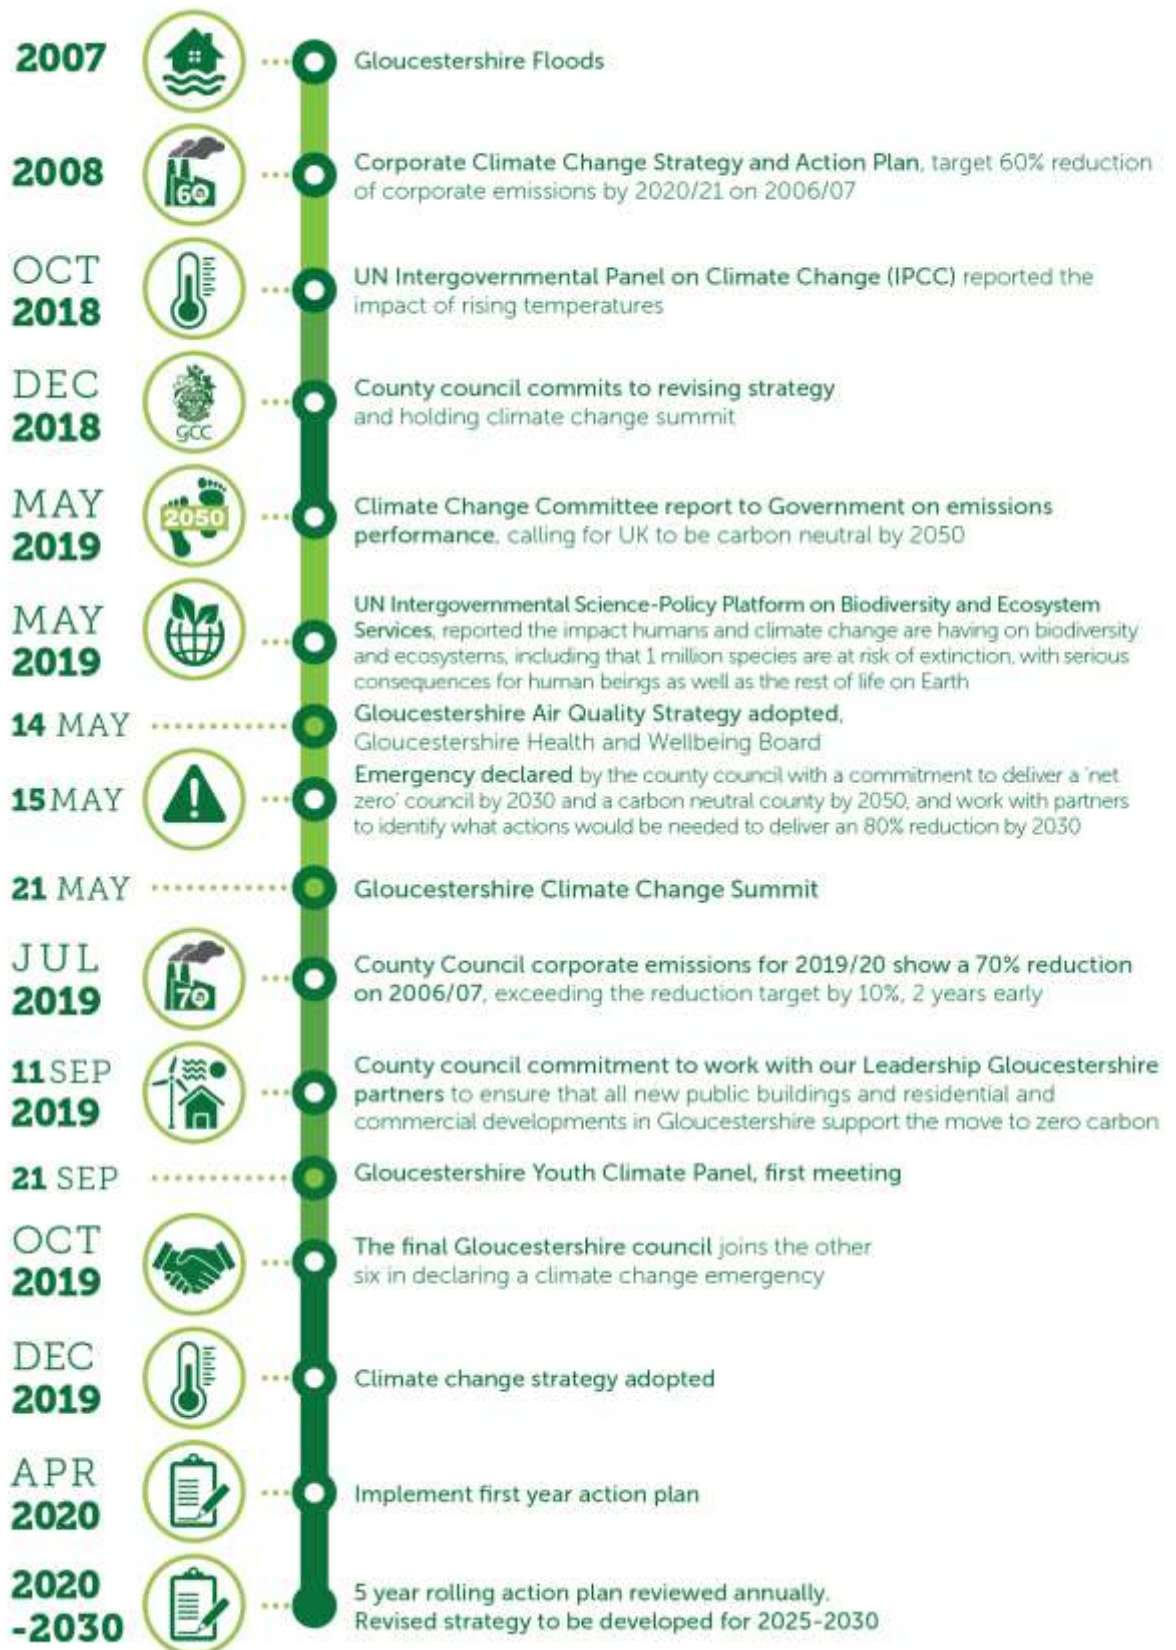 2007
Gloucestershire Floods
2008
60
Corporate Climate Change Strategy and Action Plan, target 60% reduction
of corporate emissions by 2020/21 on 2006/07
OCT
2018
UN Intergovernmental Panel on Climate Change (IPCC) reported the
impact of rising temperatures
DEC
2018
GCC
County council commits to revising strategy
and holding climate change summit
MAY
2019
2050
Climate Change Committee report to Government on emissions
performance, calling for UK to be carbon neutral by 2050
MAY
2019
UN Intergovernmental Science-Policy Platform on Biodiversity and Ecosystem
Services, reported the impact humans and climate change are having on biodiversity
and ecosystems, including that 1 million species are at risk of extinction, with serious
consequences for human beings as well as the rest of life on Earth
14 MAY
Gloucestershire Air Quality Strategy adopted,
Gloucestershire Health and Wellbeing Board
15 MAY
Emergency declared by the county council with a commitment to deliver a 'net
zero' council by 2030 and a carbon neutral county by 2050, and work with partners
to identify what actions would be needed to deliver an 80% reduction by 2030
21 MAY
Gloucestershire Climate Change Summit
JUL
2019
70
County Council corporate emissions for 2019/20 show a 70% reduction
on 2006/07, exceeding the reduction target by 10%, 2 years early
11 SEP
2019
County council commitment to work with our Leadership Gloucestershire
partners to ensure that all new public buildings and residential and
commercial developments in Gloucestershire support the move to zero carbon
21 SEP
Gloucestershire Youth Climate Panel, first meeting
OCT
2019
The final Gloucestershire council joins the other
six in declaring a climate change emergency
DEC
2019
Climate change strategy adopted
APR
2020
Implement first year action plan
2020
-2030
5 year rolling action plan reviewed annually.
Revised strategy to be developed for 2025-2030